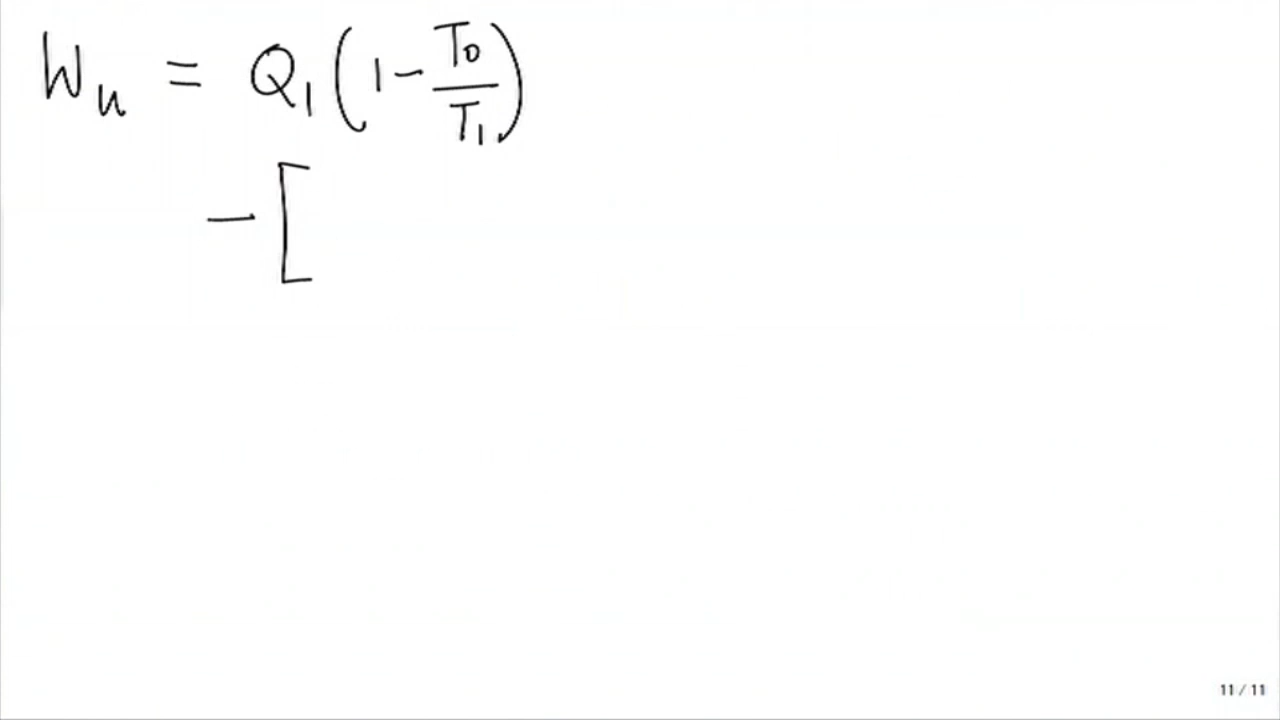 W_u = Q_1 (1 - T_0/T_1)
- [
11 / 11